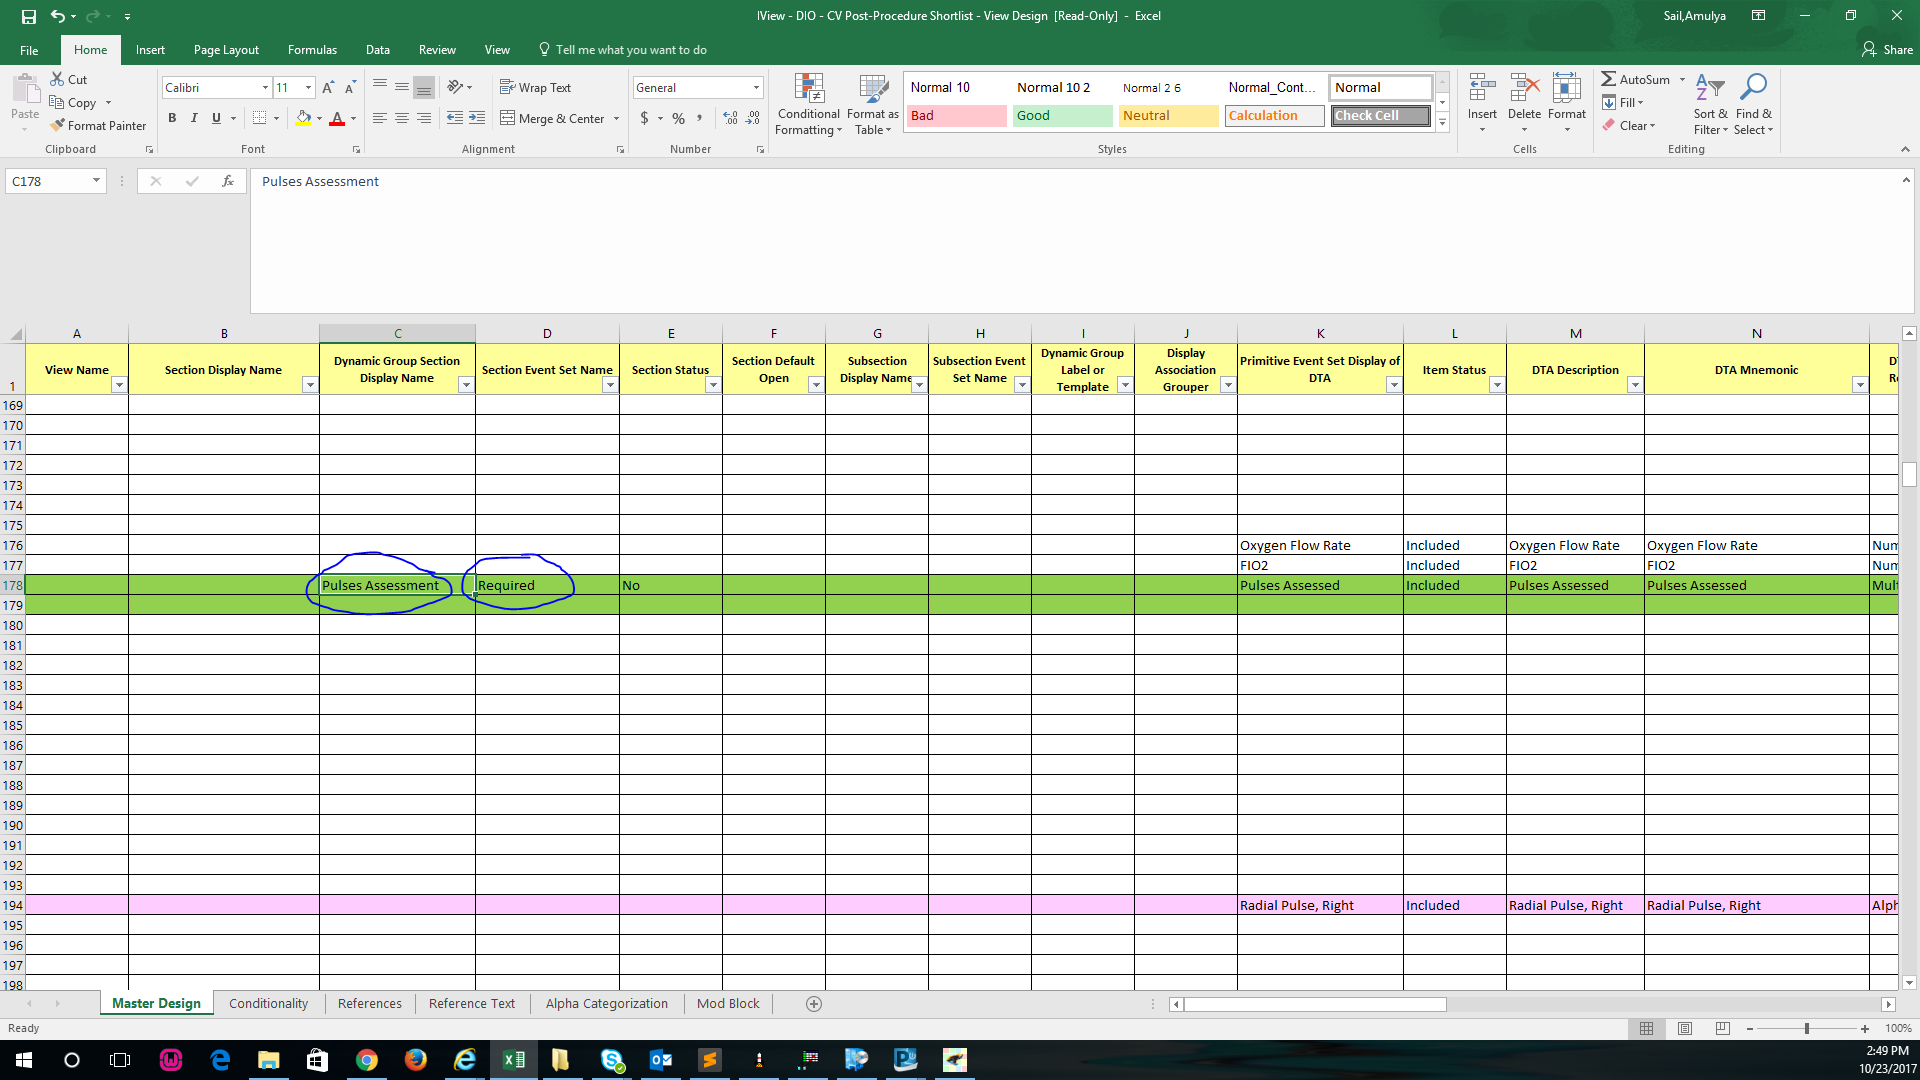 IView - DIO - CV Post-Procedure Shortlist - View Design [Read-Only] - Excel
Sail,Amulya
File Home Insert Page Layout Formulas Data Review View Tell me what you want to do Share
Paste Cut Copy Format Painter Clipboard
Calibri 11 B I U Font
Wrap Text Merge & Center Alignment
General $ % , Number
Conditional Formatting Format as Table
Normal 10 Normal 10 2 Normal 2 6 Normal_Cont... Normal
Bad Good Neutral Calculation Check Cell
Styles
Insert Delete Format Cells
AutoSum Fill Clear Sort & Filter Find & Select Editing
C178 fx Pulses Assessment
A B C D E F G H I J K L M N
1 View Name Section Display Name Dynamic Group Section Display Name Section Event Set Name Section Status Section Default Open Subsection Display Name Subsection Event Set Name Dynamic Group Label or Template Display Association Grouper Primitive Event Set Display of DTA Item Status DTA Description DTA Mnemonic
169
170
171
172
173
174
175
176 Oxygen Flow Rate Included Oxygen Flow Rate Oxygen Flow Rate Num
177 FIO2 Included FIO2 FIO2 Num
178 Pulses Assessment Required No Pulses Assessed Included Pulses Assessed Pulses Assessed Mult
179
180
181
182
183
184
185
186
187
188
189
190
191
192
193
194 Radial Pulse, Right Included Radial Pulse, Right Radial Pulse, Right Alph
195
196
197
198
Master Design Conditionality References Reference Text Alpha Categorization Mod Block
Ready 100%
2:49 PM
10/23/2017